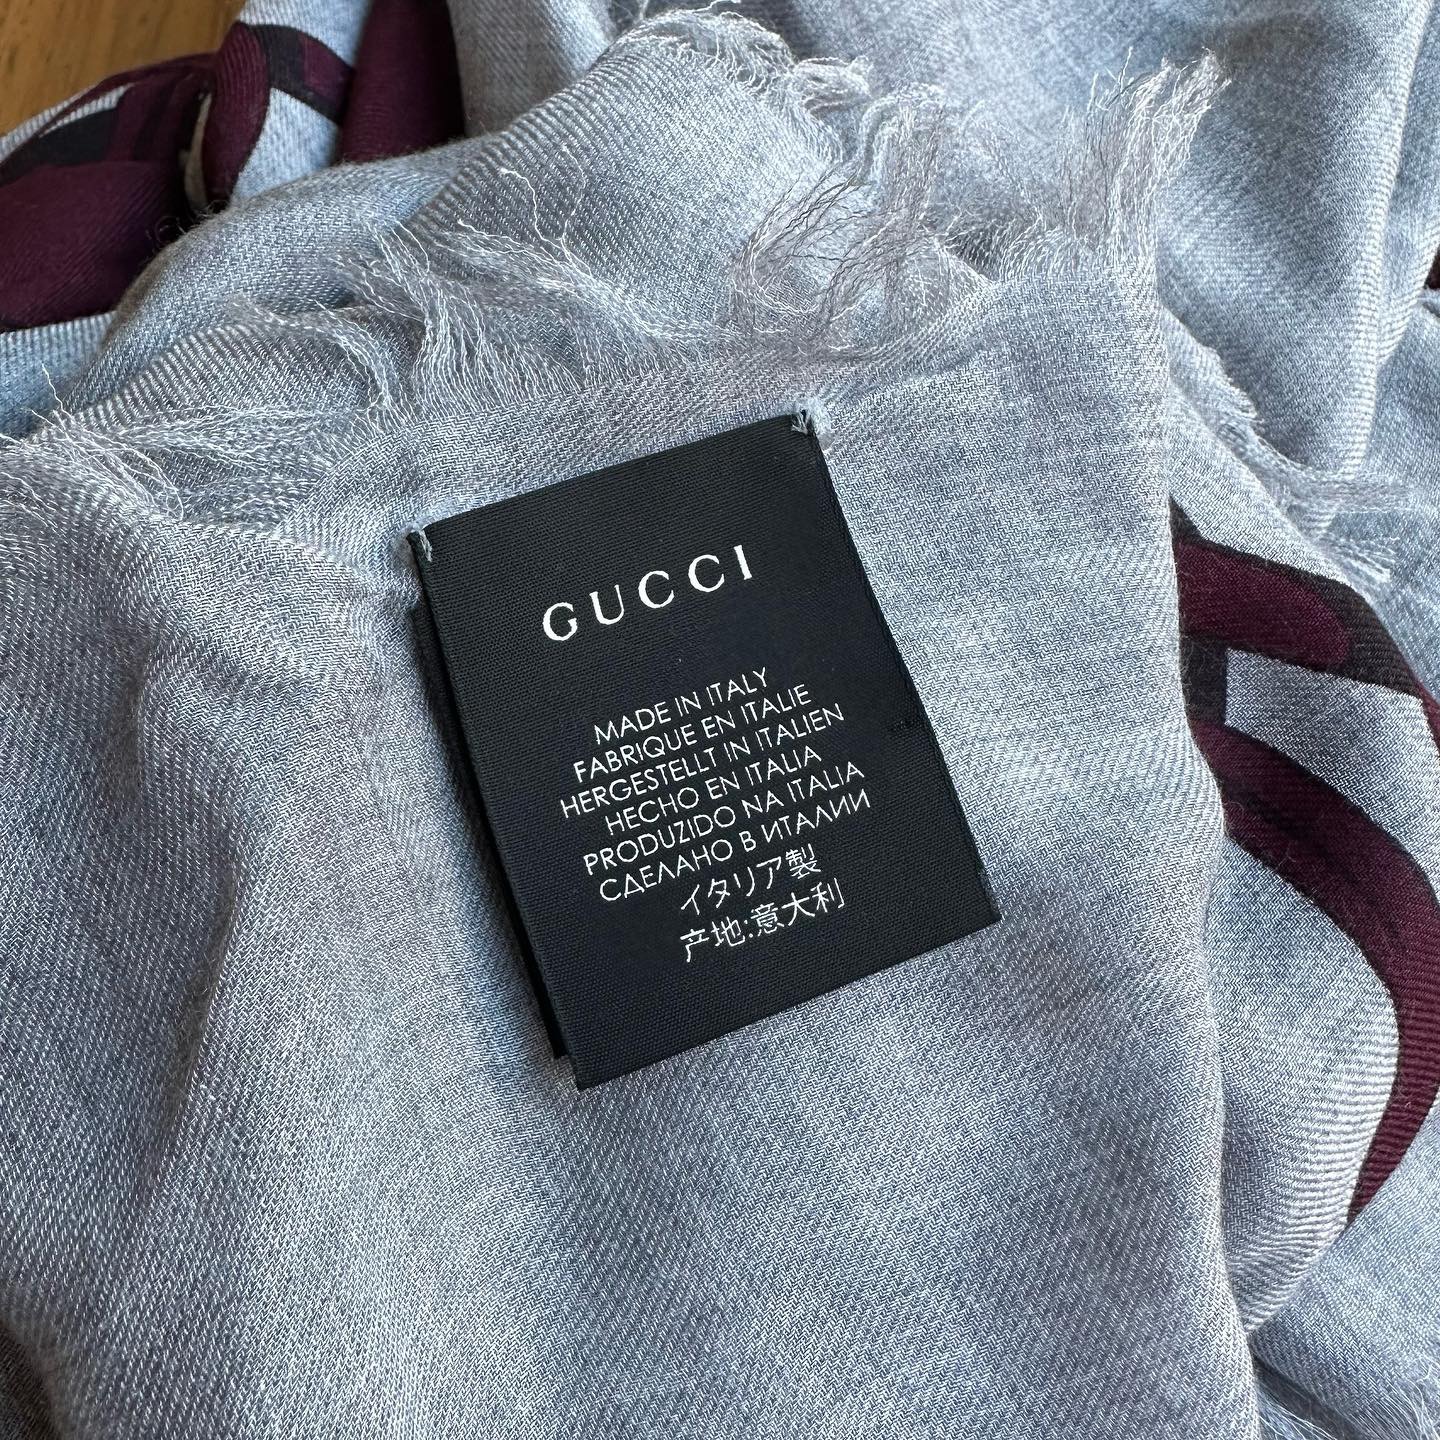 GUCCI
MADE IN ITALY
FABRIQUE EN ITALIE
HERGESTELLT IN ITALIEN
HECHO EN ITALIA
PRODUZIDO NA ITALIA
СДЕЛАНО В ИТАЛИИ
イタリア製
产地:意大利